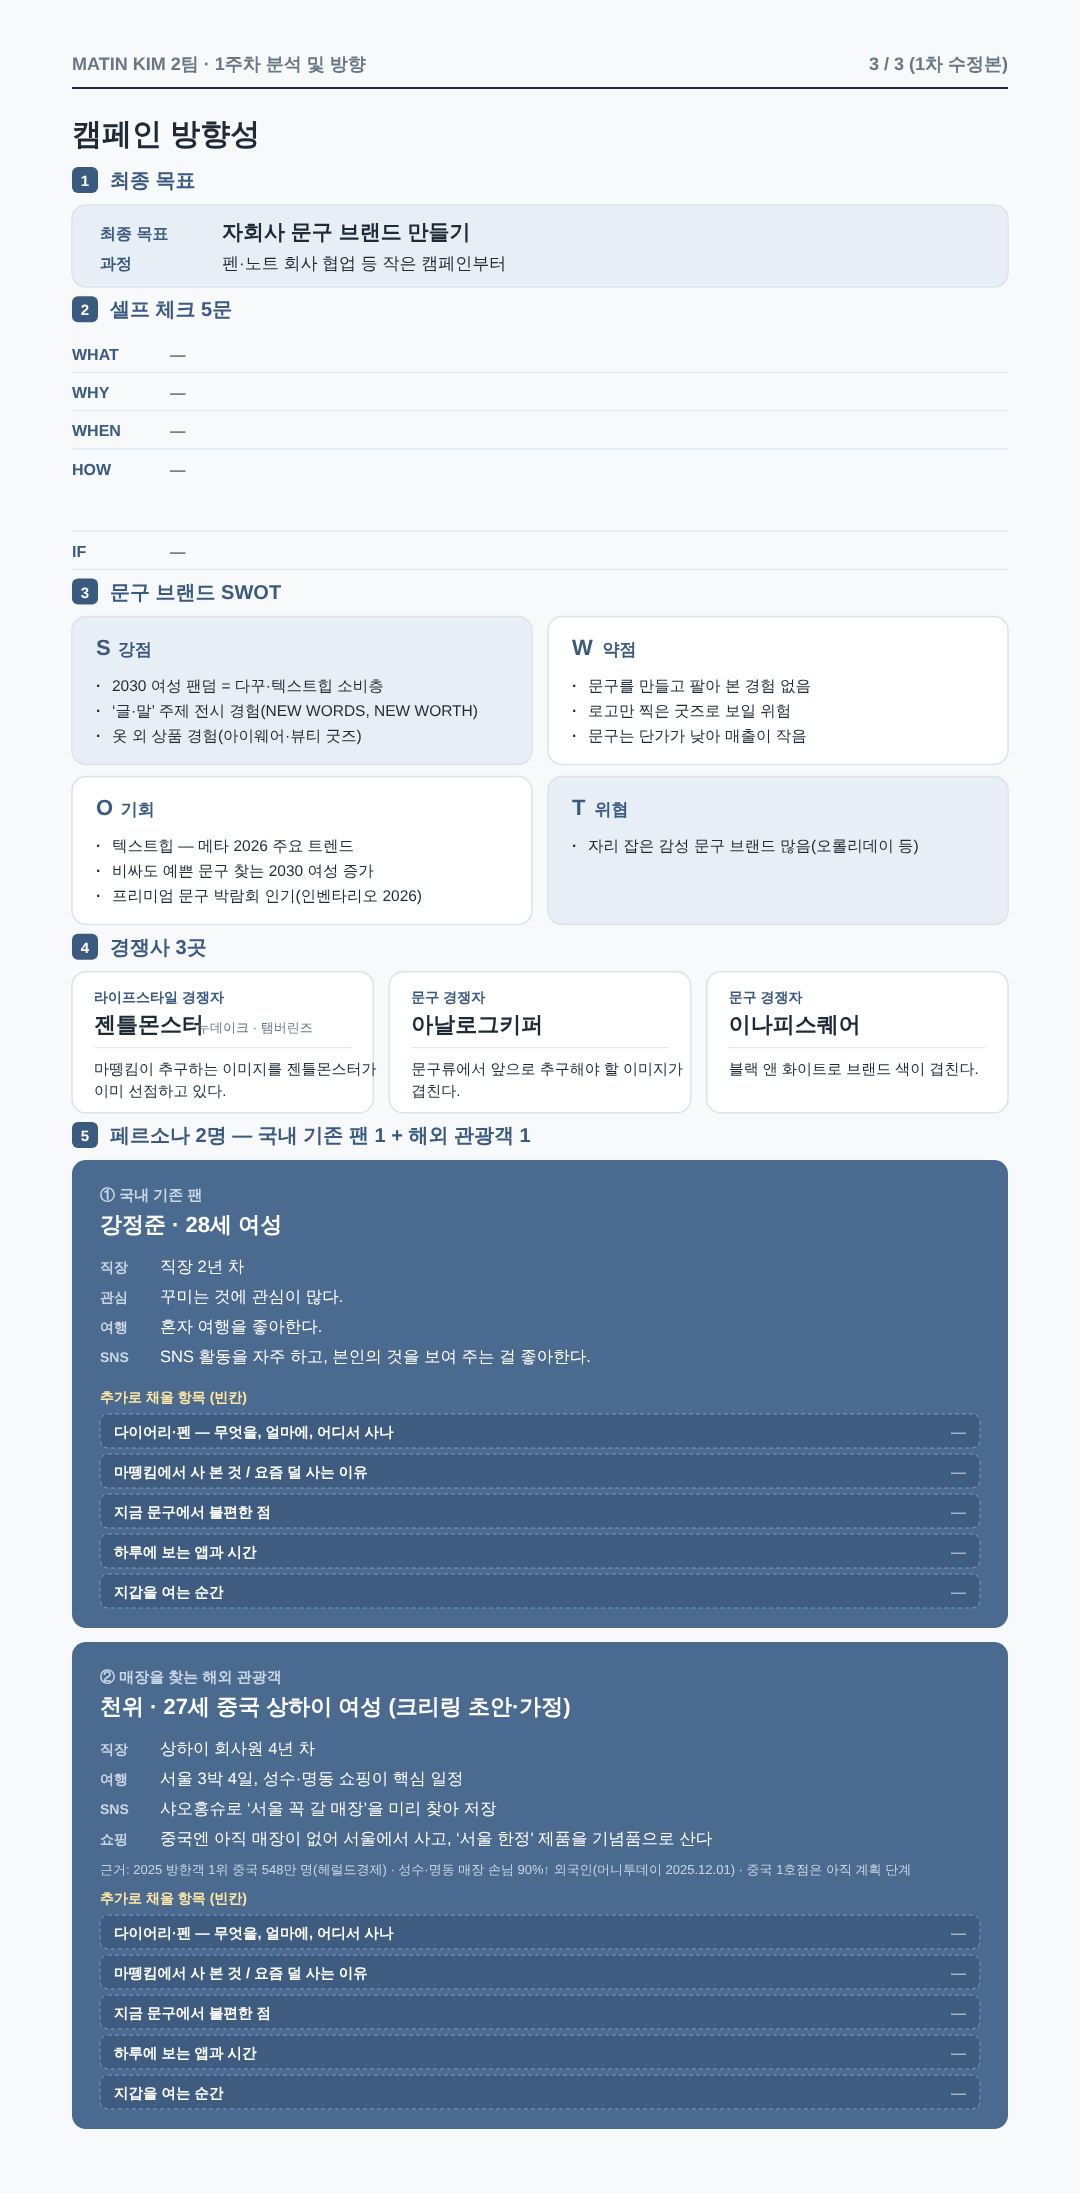 MATIN KIM 2팀 · 1주차 분석 및 방향
3 / 3 (1차 수정본)
캠페인 방향성
1 최종 목표
최종 목표 자회사 문구 브랜드 만들기
과정 펜·노트 회사 협업 등 작은 캠페인부터
2 셀프 체크 5문
WHAT —
WHY —
WHEN —
HOW —
IF —
3 문구 브랜드 SWOT
S 강점
· 2030 여성 팬덤 = 다꾸·텍스트힙 소비층
· ‘글·말’ 주제 전시 경험(NEW WORDS, NEW WORTH)
· 옷 외 상품 경험(아이웨어·뷰티 굿즈)
W 약점
· 문구를 만들고 팔아 본 경험 없음
· 로고만 찍은 굿즈로 보일 위험
· 문구는 단가가 낮아 매출이 작음
O 기회
· 텍스트힙 — 메타 2026 주요 트렌드
· 비싸도 예쁜 문구 찾는 2030 여성 증가
· 프리미엄 문구 박람회 인기(인벤타리오 2026)
T 위협
· 자리 잡은 감성 문구 브랜드 많음(오롤리데이 등)
4 경쟁사 3곳
라이프스타일 경쟁자
젠틀몬스터 누데이크 · 탬버린즈
마뗑킴이 추구하는 이미지를 젠틀몬스터가
이미 선점하고 있다.
문구 경쟁자
아날로그키퍼
문구류에서 앞으로 추구해야 할 이미지가
겹친다.
문구 경쟁자
이나피스퀘어
블랙 앤 화이트로 브랜드 색이 겹친다.
5 페르소나 2명 — 국내 기존 팬 1 + 해외 관광객 1
① 국내 기존 팬
강정준 · 28세 여성
직장 직장 2년 차
관심 꾸미는 것에 관심이 많다.
여행 혼자 여행을 좋아한다.
SNS SNS 활동을 자주 하고, 본인의 것을 보여 주는 걸 좋아한다.
추가로 채울 항목 (빈칸)
다이어리·펜 — 무엇을, 얼마에, 어디서 사나 —
마뗑킴에서 사 본 것 / 요즘 덜 사는 이유 —
지금 문구에서 불편한 점 —
하루에 보는 앱과 시간 —
지갑을 여는 순간 —
② 매장을 찾는 해외 관광객
천위 · 27세 중국 상하이 여성 (크리링 초안·가정)
직장 상하이 회사원 4년 차
여행 서울 3박 4일, 성수·명동 쇼핑이 핵심 일정
SNS 샤오홍슈로 ‘서울 꼭 갈 매장’을 미리 찾아 저장
쇼핑 중국엔 아직 매장이 없어 서울에서 사고, ‘서울 한정’ 제품을 기념품으로 산다
근거: 2025 방한객 1위 중국 548만 명(헤럴드경제) · 성수·명동 매장 손님 90%↑ 외국인(머니투데이 2025.12.01) · 중국 1호점은 아직 계획 단계
추가로 채울 항목 (빈칸)
다이어리·펜 — 무엇을, 얼마에, 어디서 사나 —
마뗑킴에서 사 본 것 / 요즘 덜 사는 이유 —
지금 문구에서 불편한 점 —
하루에 보는 앱과 시간 —
지갑을 여는 순간 —